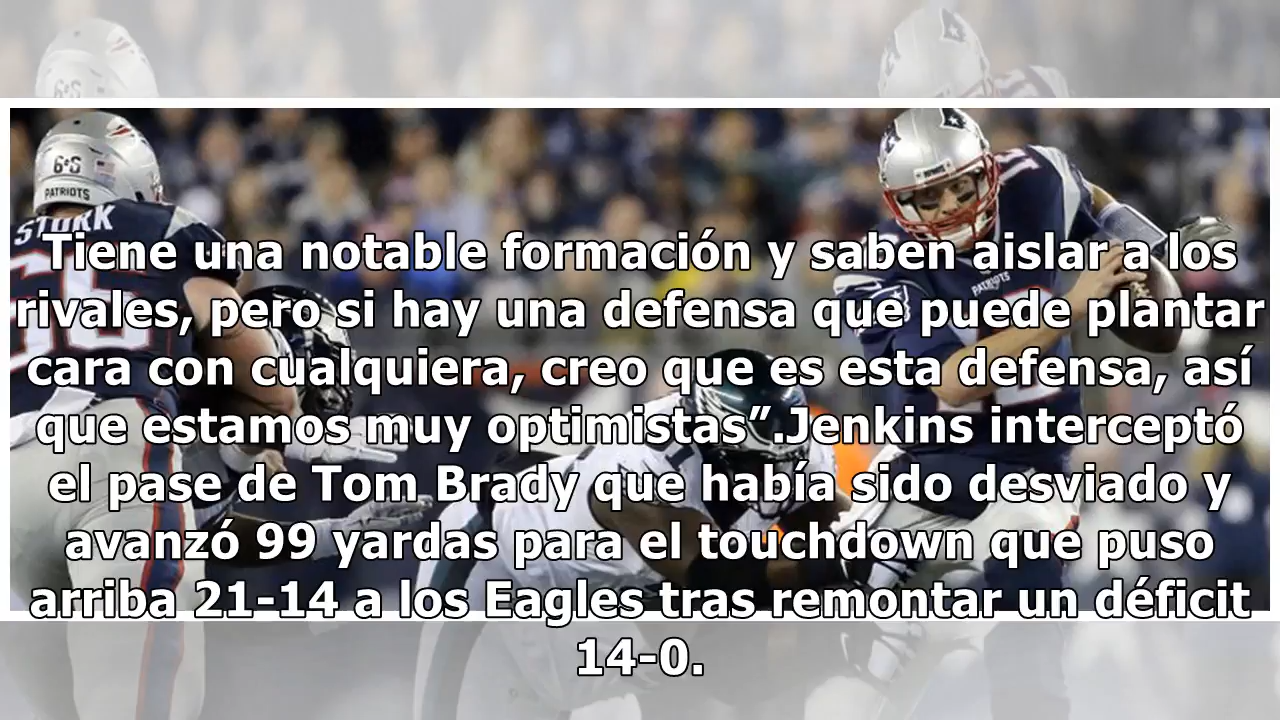 Tiene una notable formación y saben aislar a los
rivales, pero si hay una defensa que puede plantar
cara con cualquiera, creo que es esta defensa, así
que estamos muy optimistas”.Jenkins interceptó
el pase de Tom Brady que había sido desviado y
avanzó 99 yardas para el touchdown que puso
arriba 21-14 a los Eagles tras remontar un déficit
14-0.
PATRIOTS
STORK
PATRIOTS